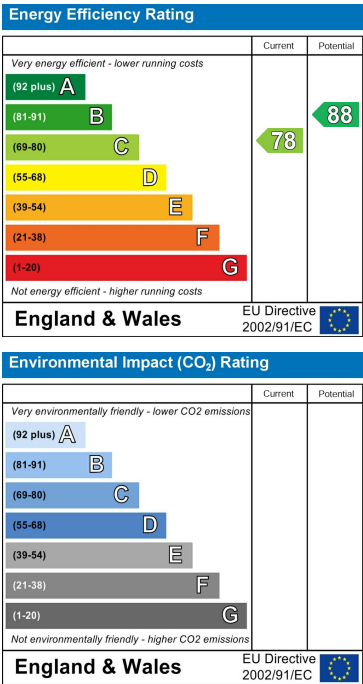 Energy Efficiency Rating
Current Potential
Very energy efficient - lower running costs
(92 plus) A
(81-91) B
(69-80) C
(55-68) D
(39-54) E
(21-38) F
(1-20) G
78
88
Not energy efficient - higher running costs
England & Wales
EU Directive
2002/91/EC
Environmental Impact (CO₂) Rating
Current Potential
Very environmentally friendly - lower CO2 emissions
(92 plus) A
(81-91) B
(69-80) C
(55-68) D
(39-54) E
(21-38) F
(1-20) G
Not environmentally friendly - higher CO2 emissions
England & Wales
EU Directive
2002/91/EC